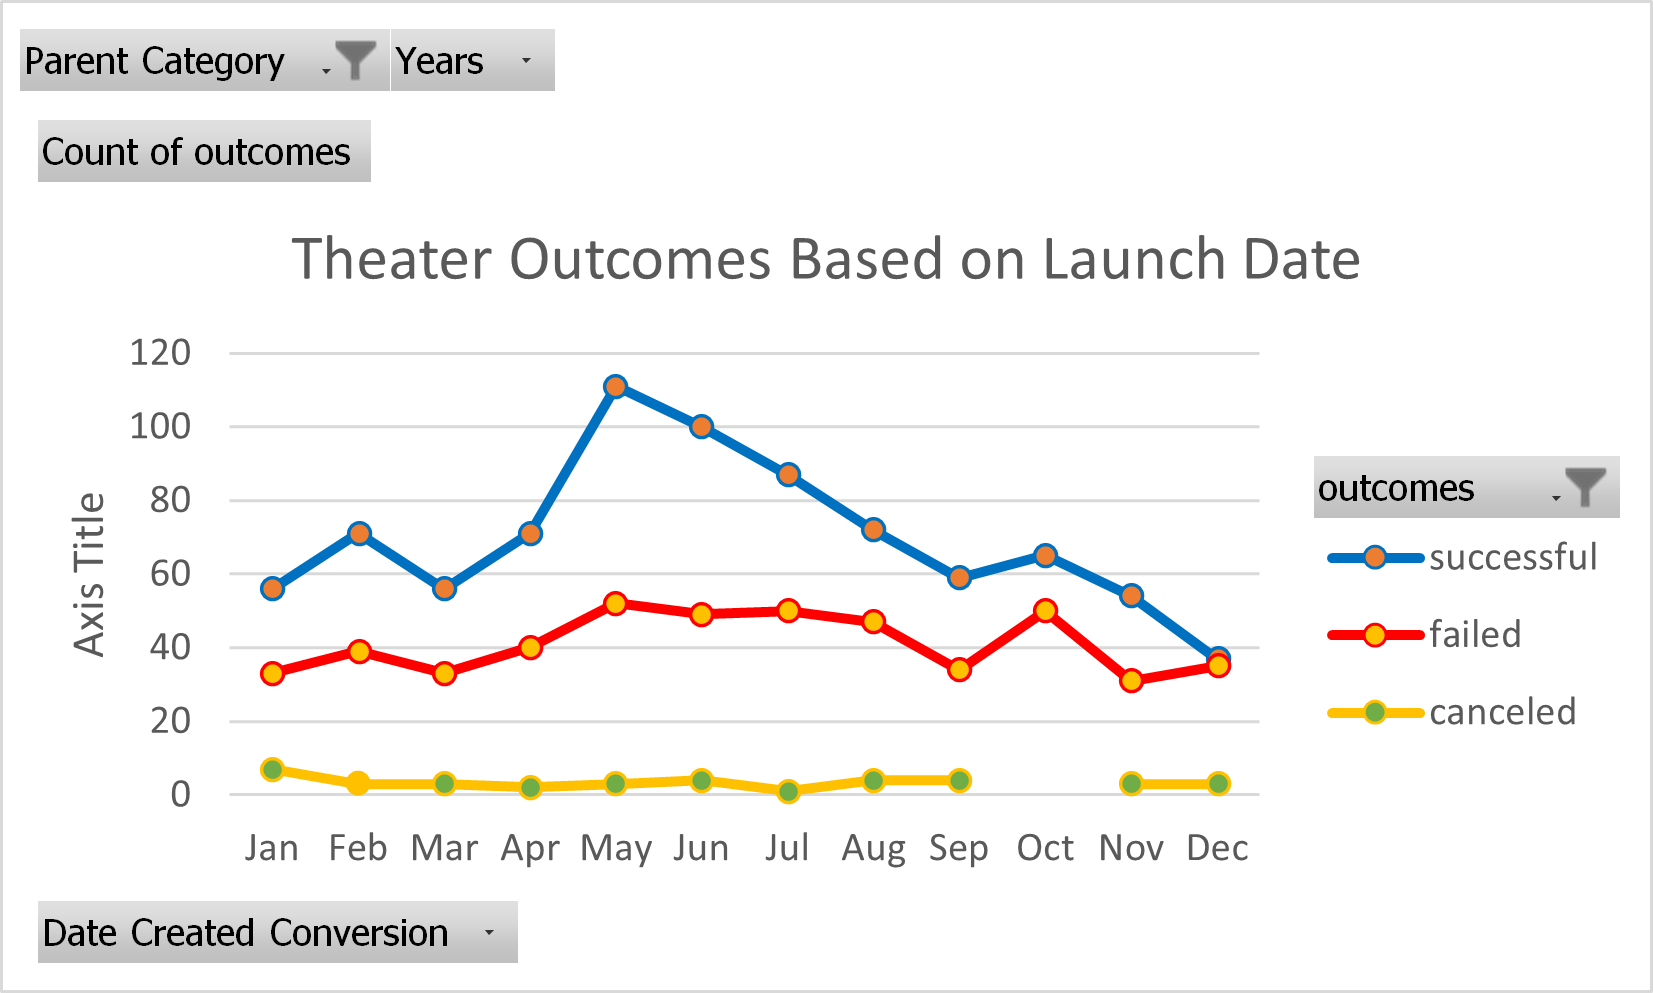 Parent Category Years
Count of outcomes
Theater Outcomes Based on Launch Date
120
100
80
60
40
20
0
Axis Title
Jan Feb Mar Apr May Jun Jul Aug Sep Oct Nov Dec
outcomes
successful
failed
canceled
Date Created Conversion